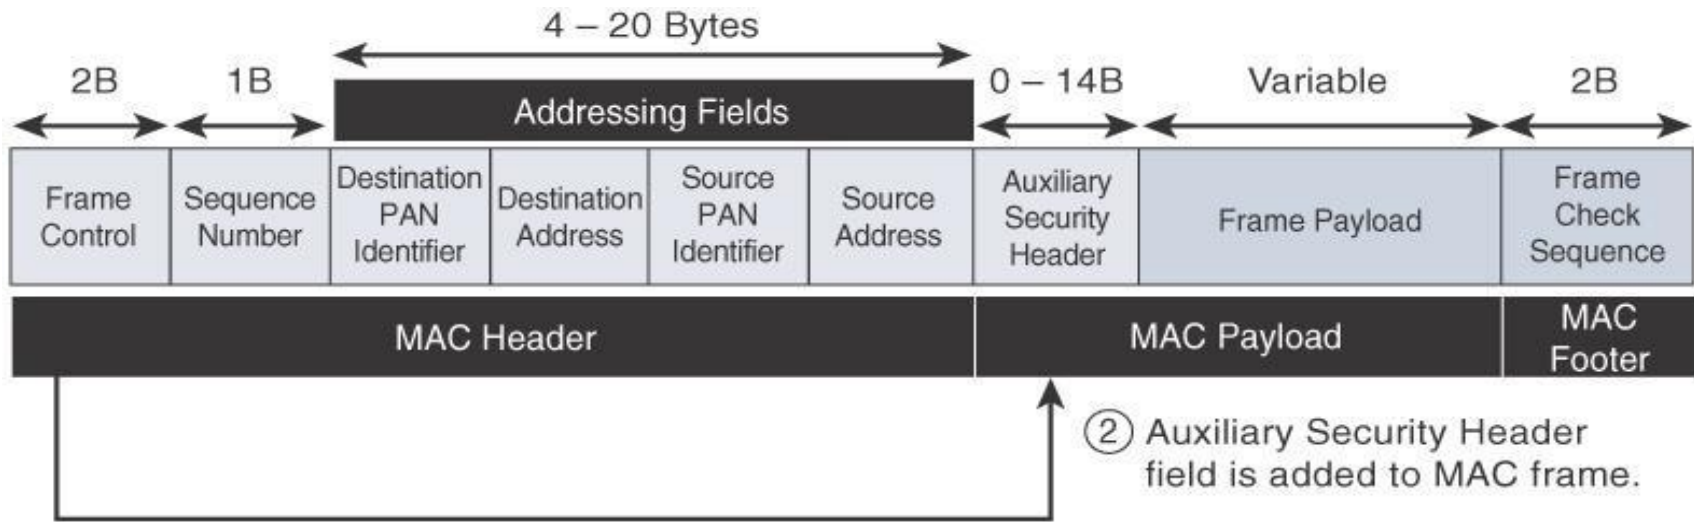 4 – 20 Bytes
2B
1B
Addressing Fields
0 – 14B
Variable
2B
Frame
Control
Sequence
Number
Destination
PAN
Identifier
Destination
Address
Source
PAN
Identifier
Source
Address
Auxiliary
Security
Header
Frame Payload
Frame
Check
Sequence
MAC Header
MAC Payload
MAC
Footer
2 Auxiliary Security Header
field is added to MAC frame.